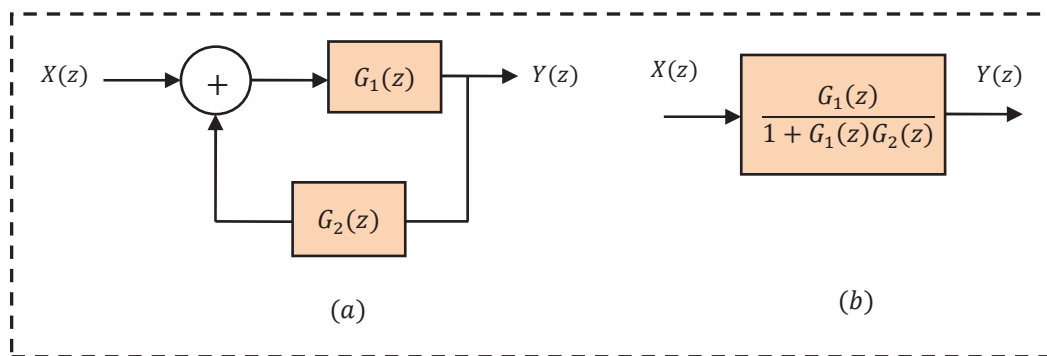 X(z)
+
G₁(z)
Y(z)
G₂(z)
(a)
X(z)
G₁(z)
1 + G₁(z)G₂(z)
Y(z)
(b)